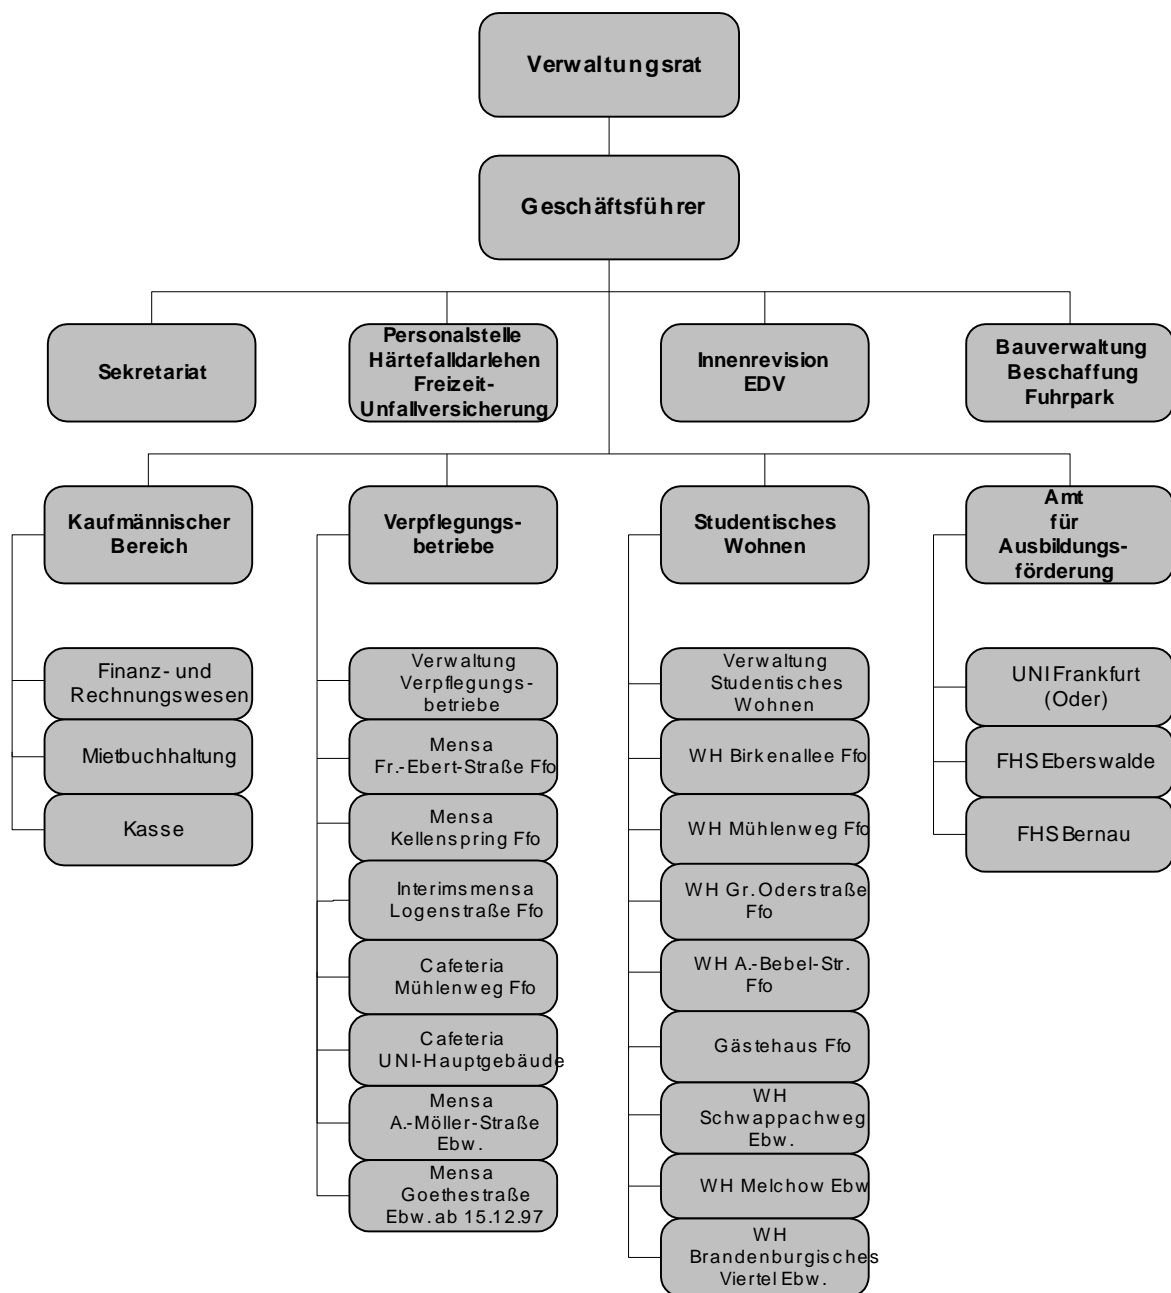 Verwaltungsrat
Geschäftsführer
Sekretariat
Personalstelle
Härtefalldarlehen
Freizeit-
Unfallversicherung
Innenrevision
EDV
Bauverwaltung
Beschaffung
Fuhrpark
Kaufmännischer
Bereich
Verpflegungs-
betriebe
Studentisches
Wohnen
Amt
für
Ausbildungs-
förderung
Finanz- und
Rechnungswesen
Mietbuchhaltung
Kasse
Verwaltung
Verpflegungs-
betriebe
Mensa
Fr.-Ebert-Straße Ffo
Mensa
Kellenspring Ffo
Interimsmensa
Logenstraße Ffo
Cafeteria
Mühlenweg Ffo
Cafeteria
UNI-Hauptgebäude
Mensa
A.-Möller-Straße
Ebw.
Mensa
Goethestraße
Ebw. ab 15.12.97
Verwaltung
Studentisches
Wohnen
WH Birkenallee Ffo
WH Mühlenweg Ffo
WH Gr. Oderstraße
Ffo
WH A.-Bebel-Str.
Ffo
Gästehaus Ffo
WH
Schwappachweg
Ebw.
WH Melchow Ebw
WH
Brandenburgisches
Viertel Ebw.
UNI Frankfurt
(Oder)
FHS Eberswalde
FHS Bernau